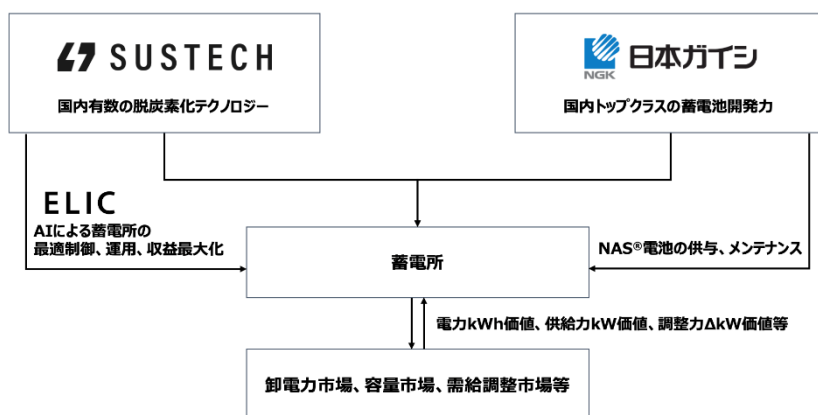 SUSTECH
国内有数の脱炭素化テクノロジー
NGK 日本ガイシ
国内トップクラスの蓄電池開発力
ELIC
AIによる蓄電所の
最適制御、運用、収益最大化
蓄電所
NAS®電池の供与、メンテナンス
電力kWh価値、供給力kW価値、調整力ΔkW価値等
卸電力市場、容量市場、需給調整市場等